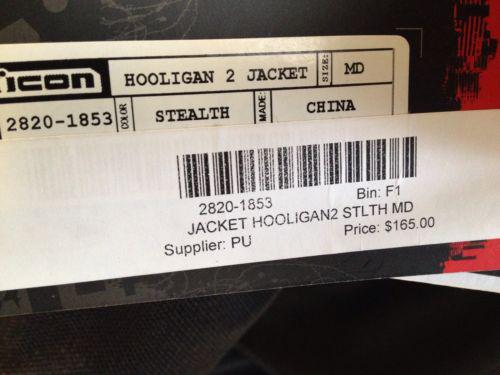 icon HOOLIGAN 2 JACKET SIZE: MD
2820-1853 COLOR STEALTH MADE: CHINA
2820-1853 Bin: F1
JACKET HOOLIGAN2 STLTH MD
Supplier: PU Price: $165.00